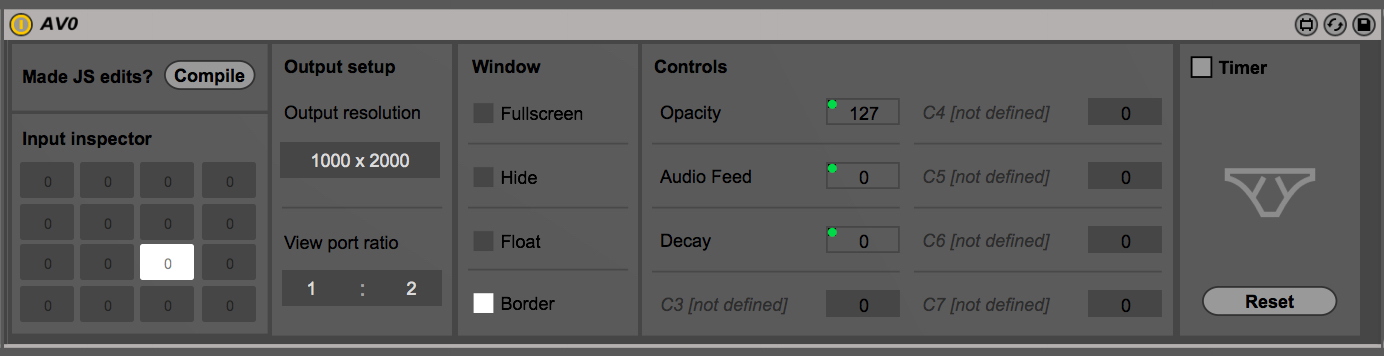 AV0
Made JS edits? Compile
Input inspector
0 0 0 0
0 0 0 0
0 0 0 0
0 0 0 0
Output setup
Output resolution
1000 x 2000
View port ratio
1 : 2
Window
Fullscreen
Hide
Float
Border
Controls
Opacity 127
Audio Feed 0
Decay 0
C3 [not defined] 0
C4 [not defined] 0
C5 [not defined] 0
C6 [not defined] 0
C7 [not defined] 0
Timer
Reset